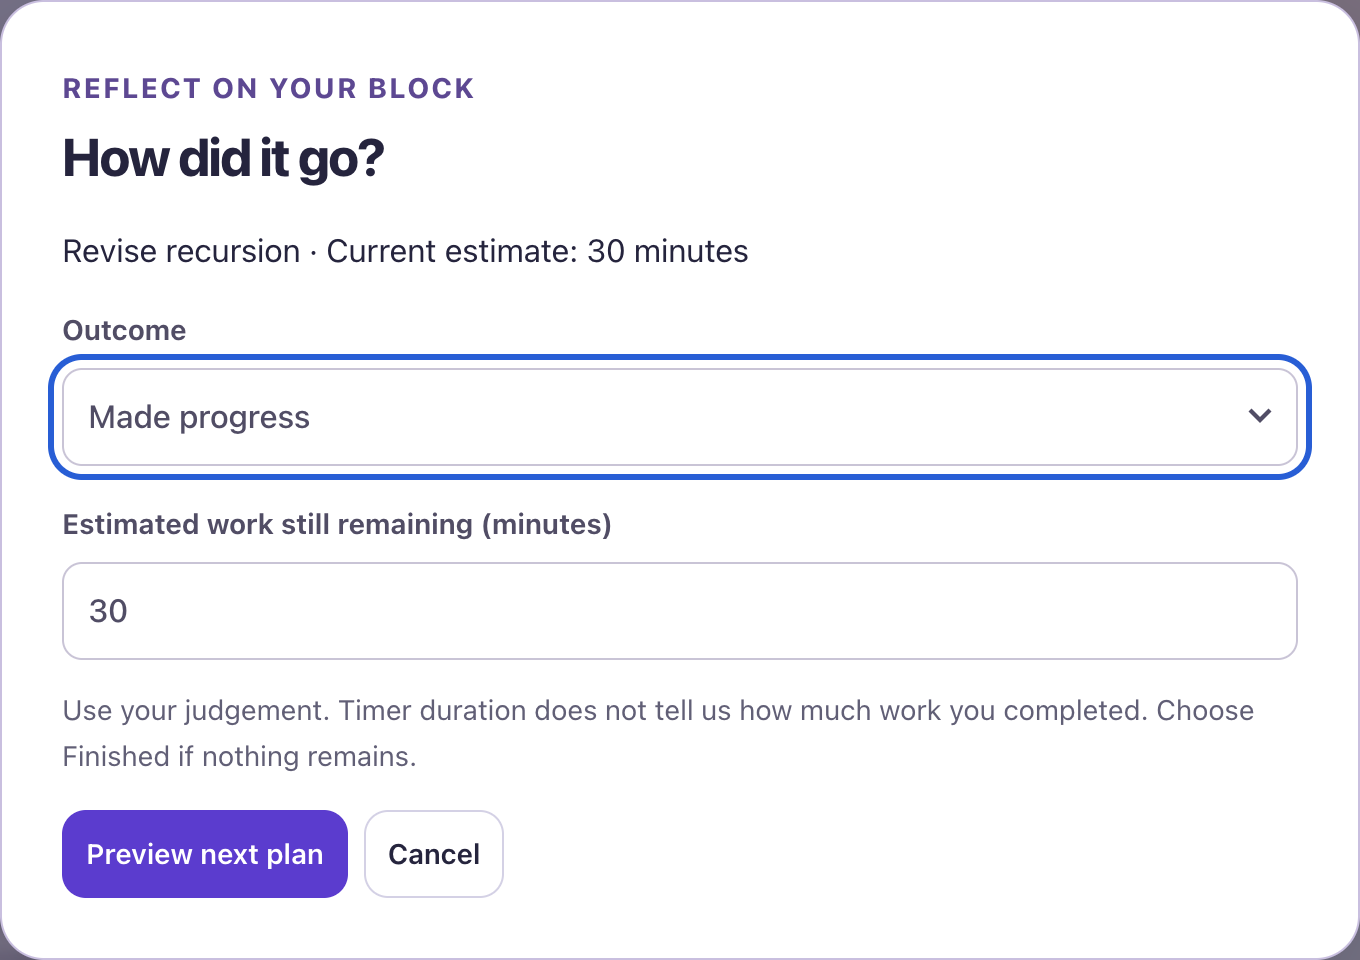 REFLECT ON YOUR BLOCK
How did it go?
Revise recursion · Current estimate: 30 minutes
Outcome
Made progress
Estimated work still remaining (minutes)
30
Use your judgement. Timer duration does not tell us how much work you completed. Choose
Finished if nothing remains.
Preview next plan
Cancel